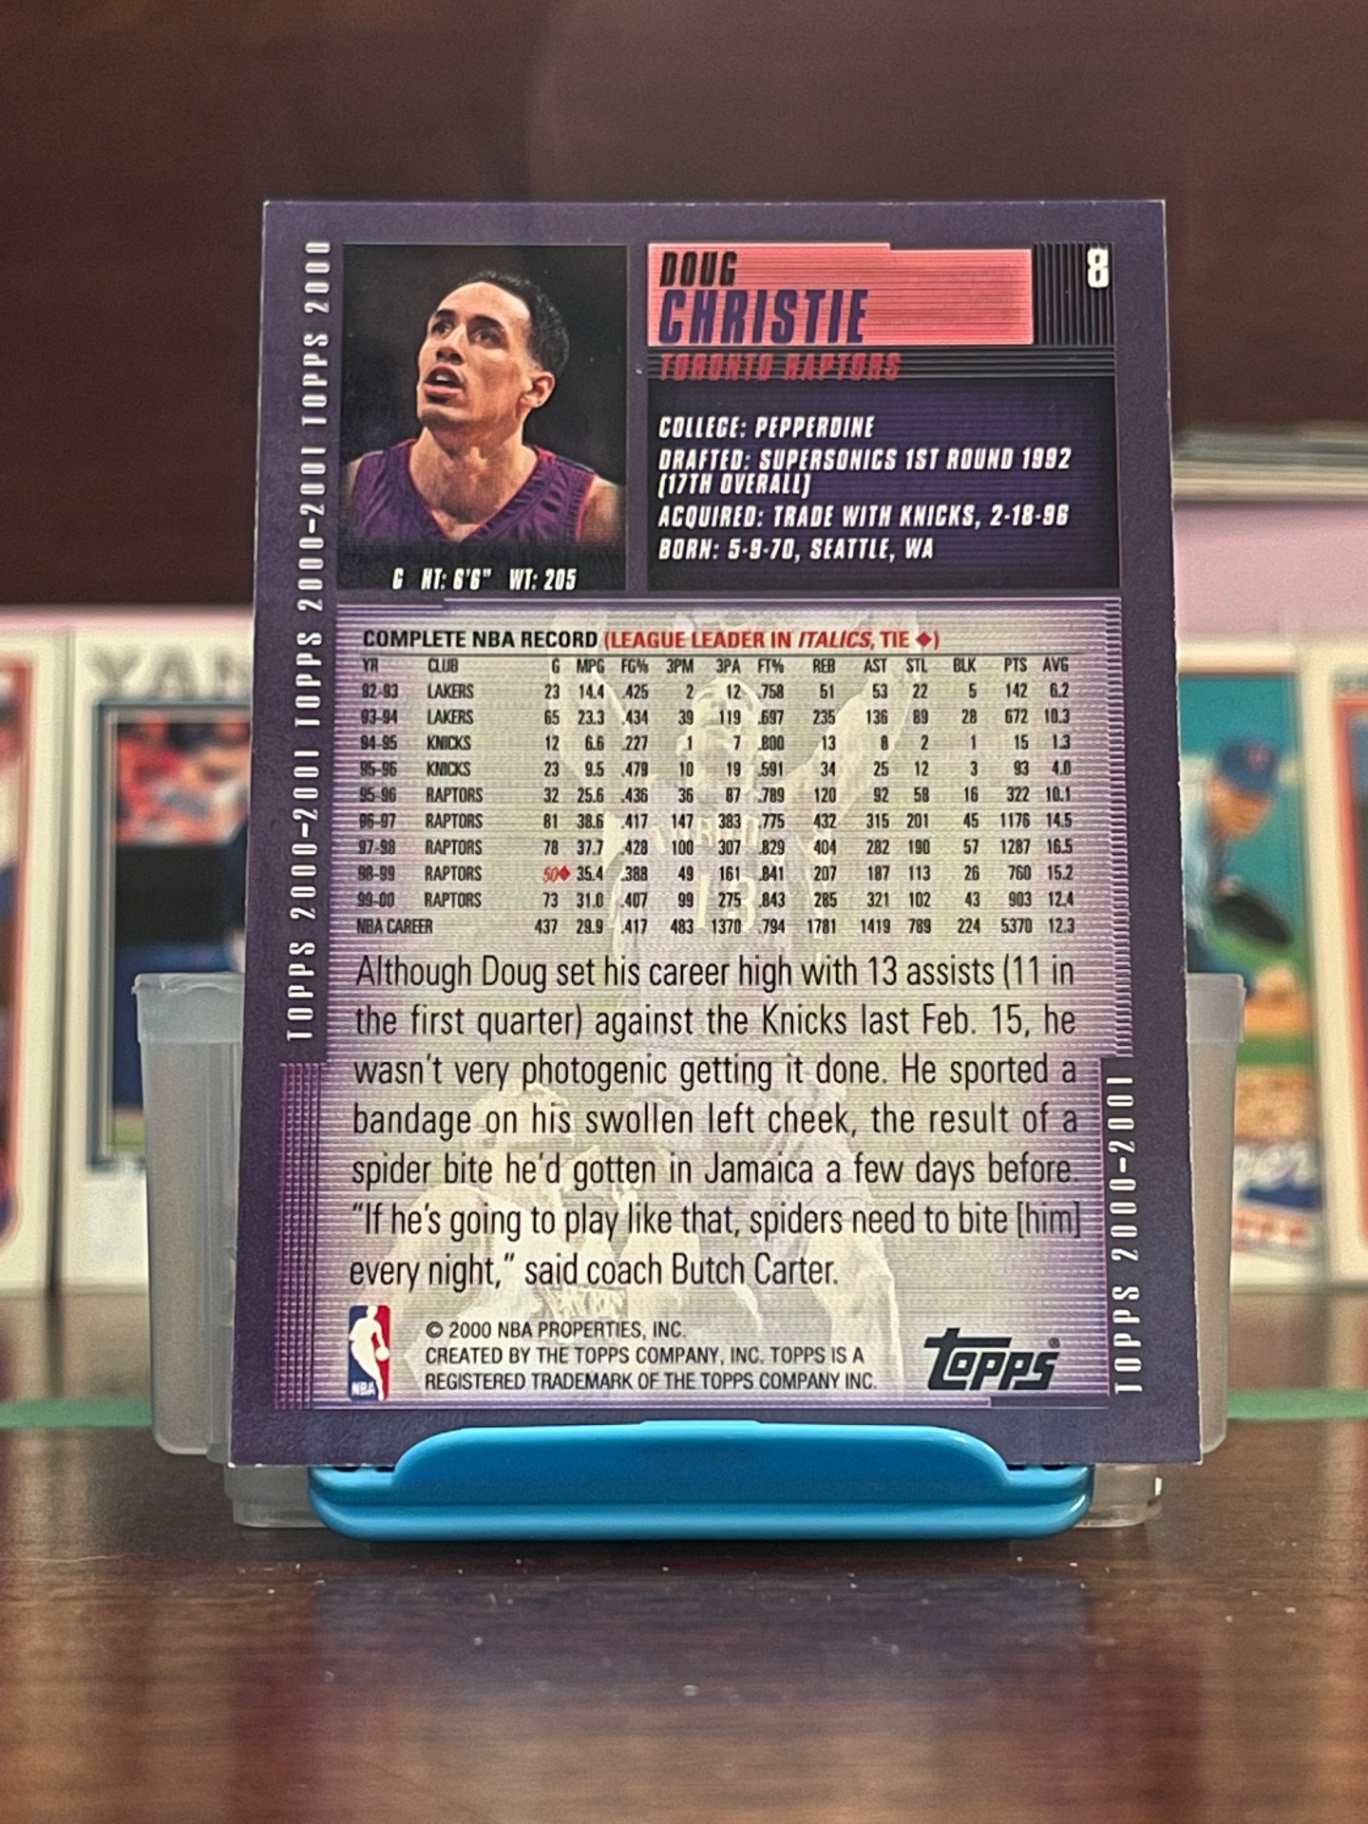 TOPPS 2000-2001 TOPPS 2000-2001 TOPPS 2000
DOUG
CHRISTIE
8
TORONTO RAPTORS
COLLEGE: PEPPERDINE
DRAFTED: SUPERSONICS 1ST ROUND 1992
(17TH OVERALL)
ACQUIRED: TRADE WITH KNICKS, 2-18-96
BORN: 5-9-70, SEATTLE, WA
G HT: 6'6" WT: 205
COMPLETE NBA RECORD (LEAGUE LEADER IN ITALICS, TIE ◆)
YR CLUB G MPG FG% 3PM 3PA FT% REB AST STL BLK PTS AVG
92-93 LAKERS 23 14.4 .425 2 12 .758 51 53 22 5 142 6.2
93-94 LAKERS 65 23.3 .434 39 119 .697 235 136 89 28 672 10.3
94-95 KNICKS 12 6.6 .227 1 7 .800 13 8 2 1 15 1.3
95-96 KNICKS 23 9.5 .479 10 19 .591 34 25 12 3 93 4.0
95-96 RAPTORS 32 25.6 .436 36 87 .789 120 92 58 16 322 10.1
96-97 RAPTORS 81 38.6 .417 147 383 .775 432 315 201 45 1176 14.5
97-98 RAPTORS 78 37.7 .428 100 307 .829 404 282 190 57 1287 16.5
98-99 RAPTORS 50◆ 35.4 .388 49 161 .841 207 187 113 26 760 15.2
99-00 RAPTORS 73 31.0 .407 99 275 .843 285 321 102 43 903 12.4
NBA CAREER 437 29.9 .417 483 1370 .794 1781 1419 789 224 5370 12.3
Although Doug set his career high with 13 assists (11 in
the first quarter) against the Knicks last Feb. 15, he
wasn't very photogenic getting it done. He sported a
bandage on his swollen left cheek, the result of a
spider bite he'd gotten in Jamaica a few days before.
"If he's going to play like that, spiders need to bite [him]
every night," said coach Butch Carter.
NBA
© 2000 NBA PROPERTIES, INC.
CREATED BY THE TOPPS COMPANY, INC. TOPPS IS A
REGISTERED TRADEMARK OF THE TOPPS COMPANY INC.
TOPPS®
TOPPS 2000-2001
YAN